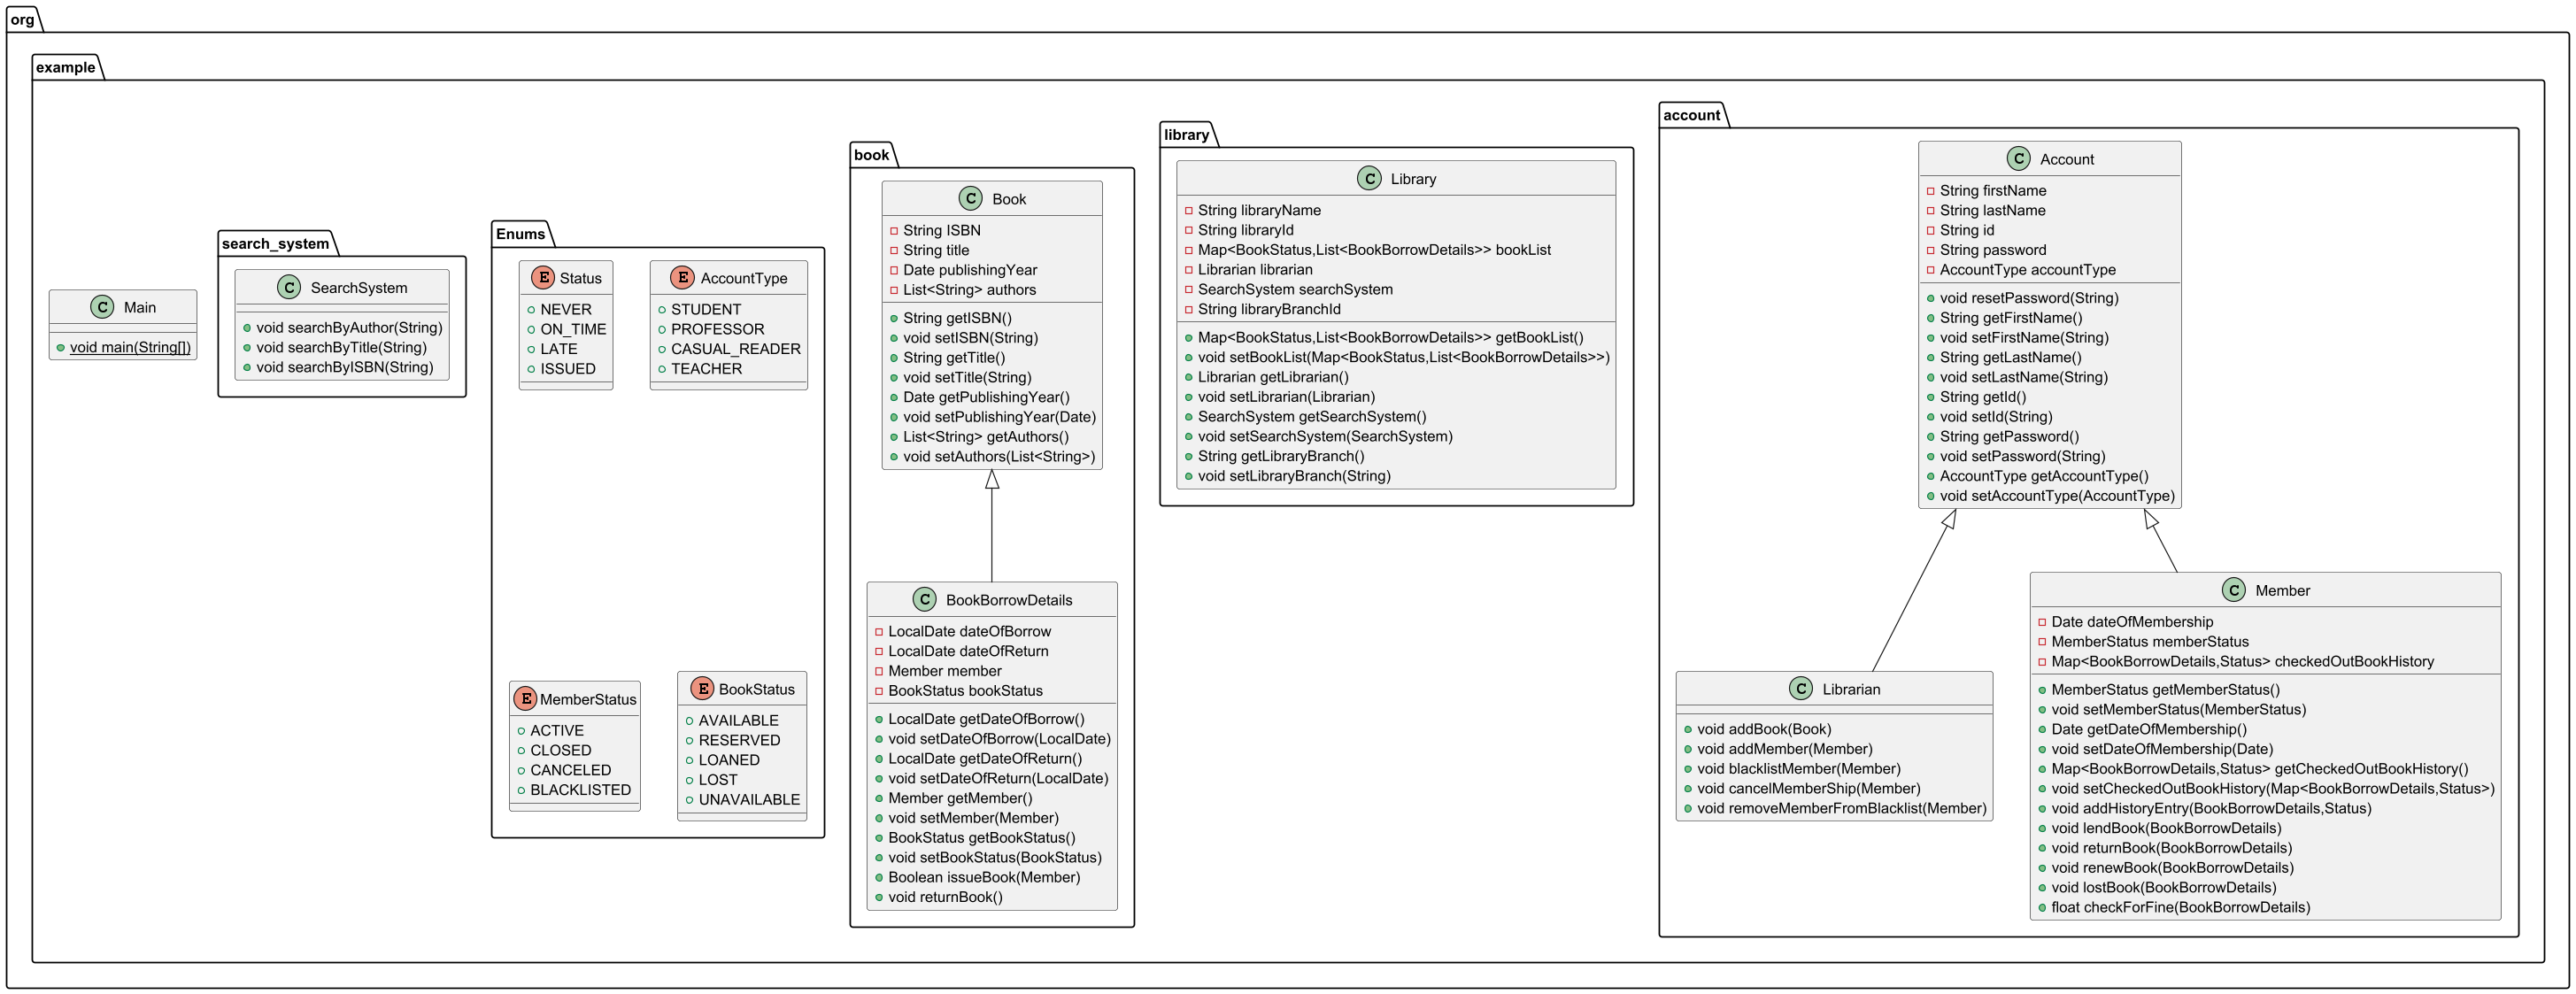 org
example
C Main
void main(String[])
search_system
C SearchSystem
void searchByAuthor(String)
void searchByTitle(String)
void searchByISBN(String)
Enums
E Status
NEVER
ON_TIME
LATE
ISSUED
E AccountType
STUDENT
PROFESSOR
CASUAL_READER
TEACHER
E MemberStatus
ACTIVE
CLOSED
CANCELED
BLACKLISTED
E BookStatus
AVAILABLE
RESERVED
LOANED
LOST
UNAVAILABLE
book
C Book
String ISBN
String title
Date publishingYear
List<String> authors
String getISBN()
void setISBN(String)
String getTitle()
void setTitle(String)
Date getPublishingYear()
void setPublishingYear(Date)
List<String> getAuthors()
void setAuthors(List<String>)
C BookBorrowDetails
LocalDate dateOfBorrow
LocalDate dateOfReturn
Member member
BookStatus bookStatus
LocalDate getDateOfBorrow()
void setDateOfBorrow(LocalDate)
LocalDate getDateOfReturn()
void setDateOfReturn(LocalDate)
Member getMember()
void setMember(Member)
BookStatus getBookStatus()
void setBookStatus(BookStatus)
Boolean issueBook(Member)
void returnBook()
library
C Library
String libraryName
String libraryId
Map<BookStatus,List<BookBorrowDetails>> bookList
Librarian librarian
SearchSystem searchSystem
String libraryBranchId
Map<BookStatus,List<BookBorrowDetails>> getBookList()
void setBookList(Map<BookStatus,List<BookBorrowDetails>>)
Librarian getLibrarian()
void setLibrarian(Librarian)
SearchSystem getSearchSystem()
void setSearchSystem(SearchSystem)
String getLibraryBranch()
void setLibraryBranch(String)
account
C Account
String firstName
String lastName
String id
String password
AccountType accountType
void resetPassword(String)
String getFirstName()
void setFirstName(String)
String getLastName()
void setLastName(String)
String getId()
void setId(String)
String getPassword()
void setPassword(String)
AccountType getAccountType()
void setAccountType(AccountType)
C Librarian
void addBook(Book)
void addMember(Member)
void blacklistMember(Member)
void cancelMemberShip(Member)
void removeMemberFromBlacklist(Member)
C Member
Date dateOfMembership
MemberStatus memberStatus
Map<BookBorrowDetails,Status> checkedOutBookHistory
MemberStatus getMemberStatus()
void setMemberStatus(MemberStatus)
Date getDateOfMembership()
void setDateOfMembership(Date)
Map<BookBorrowDetails,Status> getCheckedOutBookHistory()
void setCheckedOutBookHistory(Map<BookBorrowDetails,Status>)
void addHistoryEntry(BookBorrowDetails,Status)
void lendBook(BookBorrowDetails)
void returnBook(BookBorrowDetails)
void renewBook(BookBorrowDetails)
void lostBook(BookBorrowDetails)
float checkForFine(BookBorrowDetails)